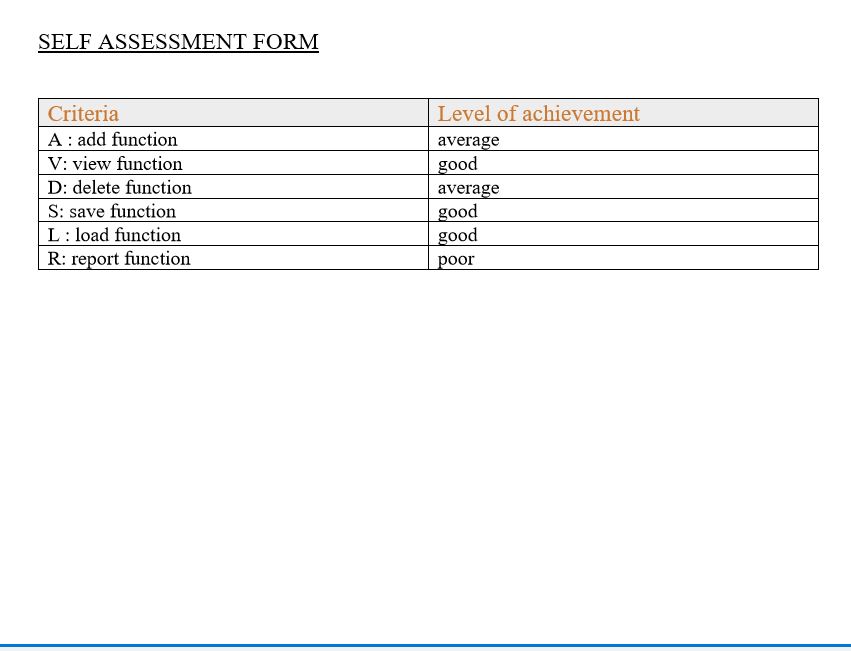 SELF ASSESSMENT FORM
Criteria Level of achievement
A : add function average
V: view function good
D: delete function average
S: save function good
L : load function good
R: report function poor